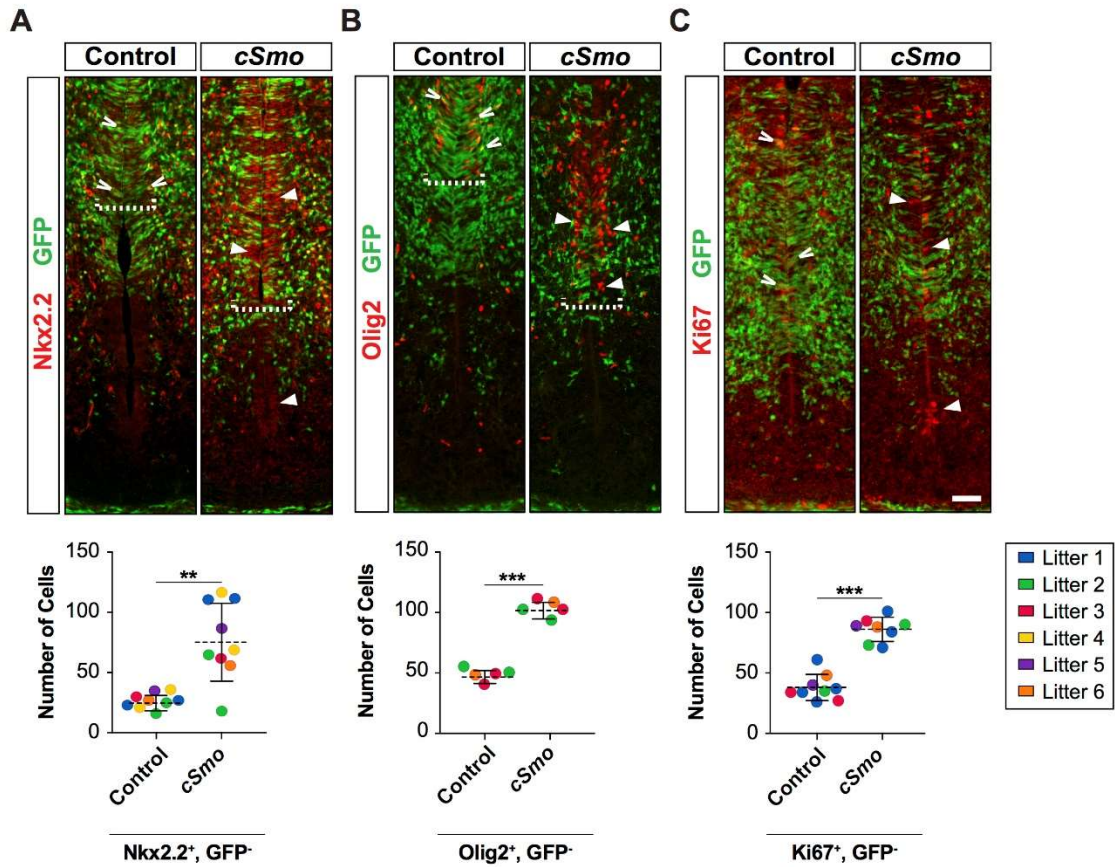 A
B
C
Control
cSmo
Control
cSmo
Control
cSmo
Nkx2.2 GFP
Olig2 GFP
Ki67 GFP
150
100
50
0
Number of Cells
**
Control
cSmo
Nkx2.2⁺, GFP⁻
150
100
50
0
Number of Cells
***
Control
cSmo
Olig2⁺, GFP⁻
150
100
50
0
Number of Cells
***
Control
cSmo
Ki67⁺, GFP⁻
Litter 1
Litter 2
Litter 3
Litter 4
Litter 5
Litter 6